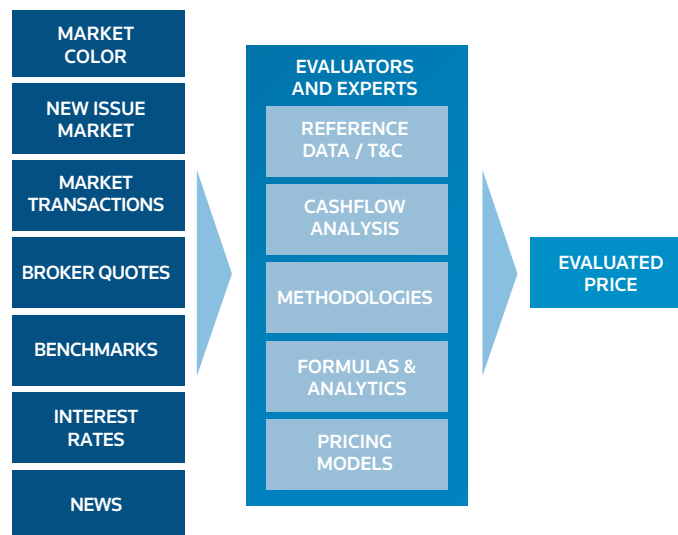 MARKET
COLOR
NEW ISSUE
MARKET
MARKET
TRANSACTIONS
BROKER QUOTES
BENCHMARKS
INTEREST
RATES
NEWS
EVALUATORS
AND EXPERTS
REFERENCE
DATA / T&C
CASHFLOW
ANALYSIS
METHODOLOGIES
FORMULAS &
ANALYTICS
PRICING
MODELS
EVALUATED
PRICE